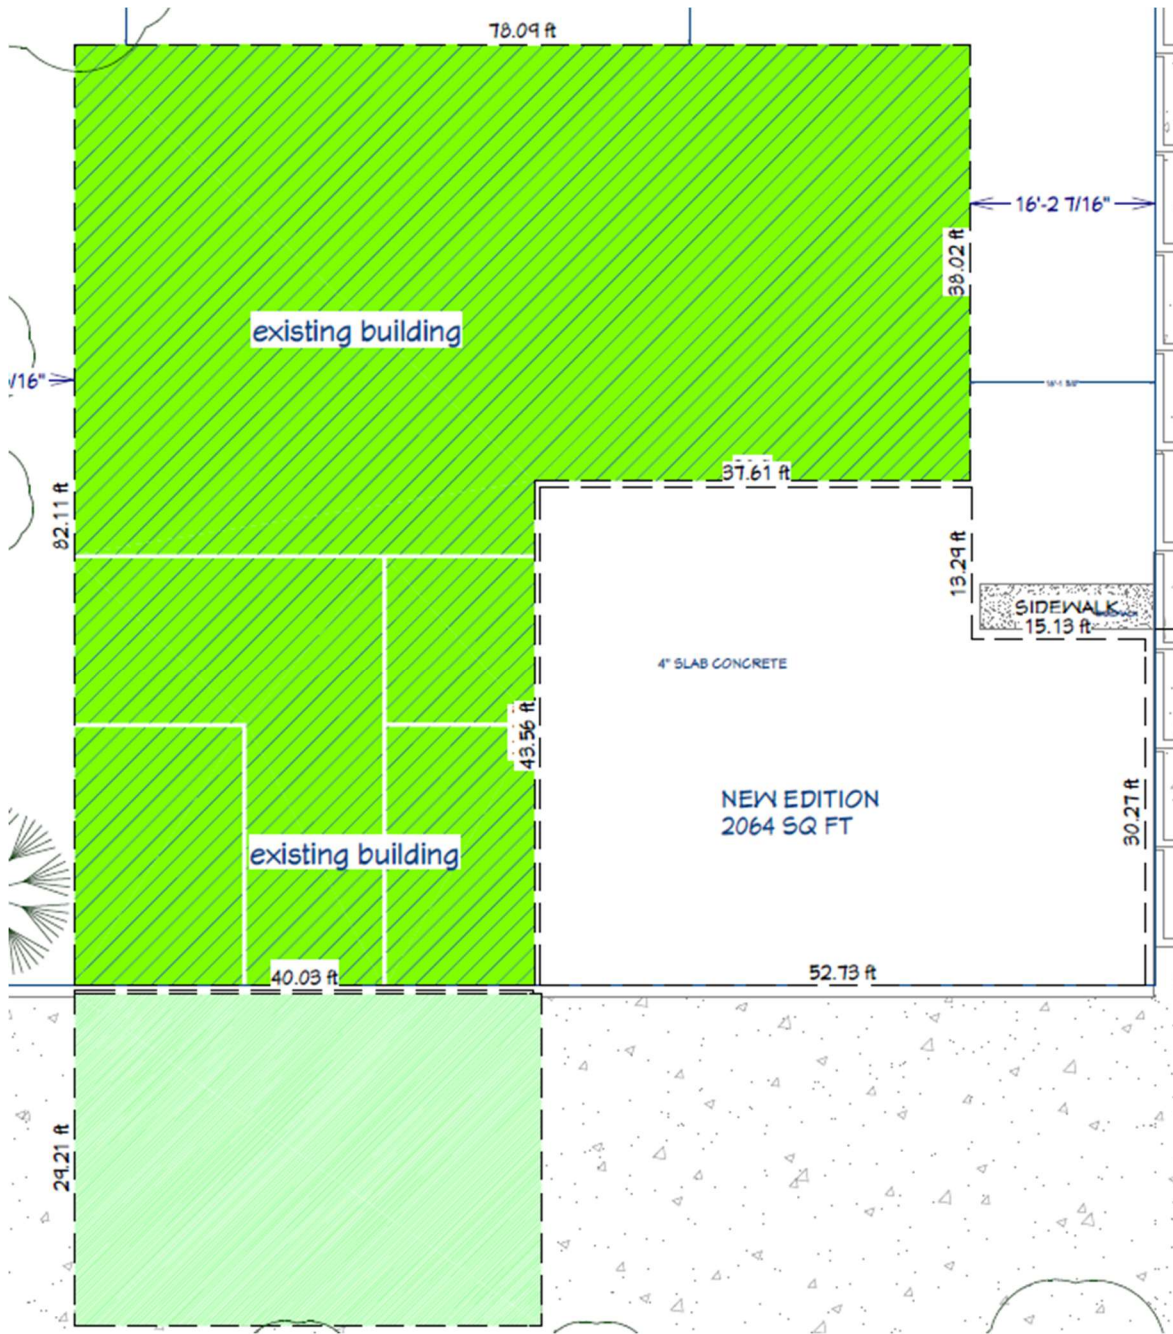 78.09 ft
16'-2 7/16"
38.02 ft
existing building
/16"
37.61 ft
82.11 ft
13.29 ft
SIDEWALK
15.13 ft
4" SLAB CONCRETE
43.56 ft
NEW EDITION
2064 SQ FT
30.27 ft
existing building
40.03 ft
52.73 ft
29.21 ft